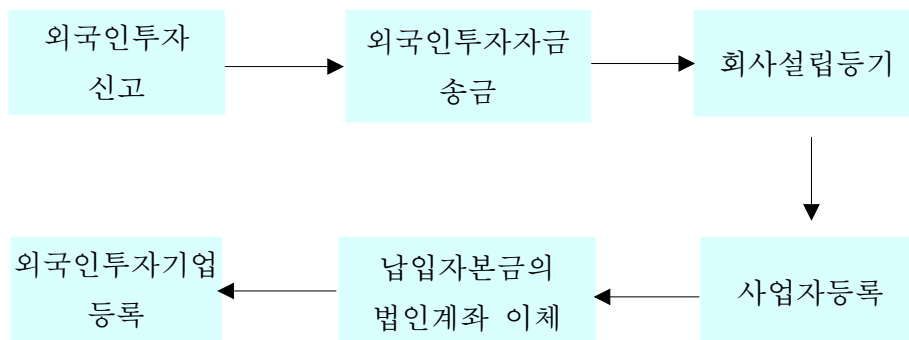 외국인투자
신고
외국인투자자금
송금
회사설립등기
사업자등록
납입자본금의
법인계좌 이체
외국인투자기업
등록